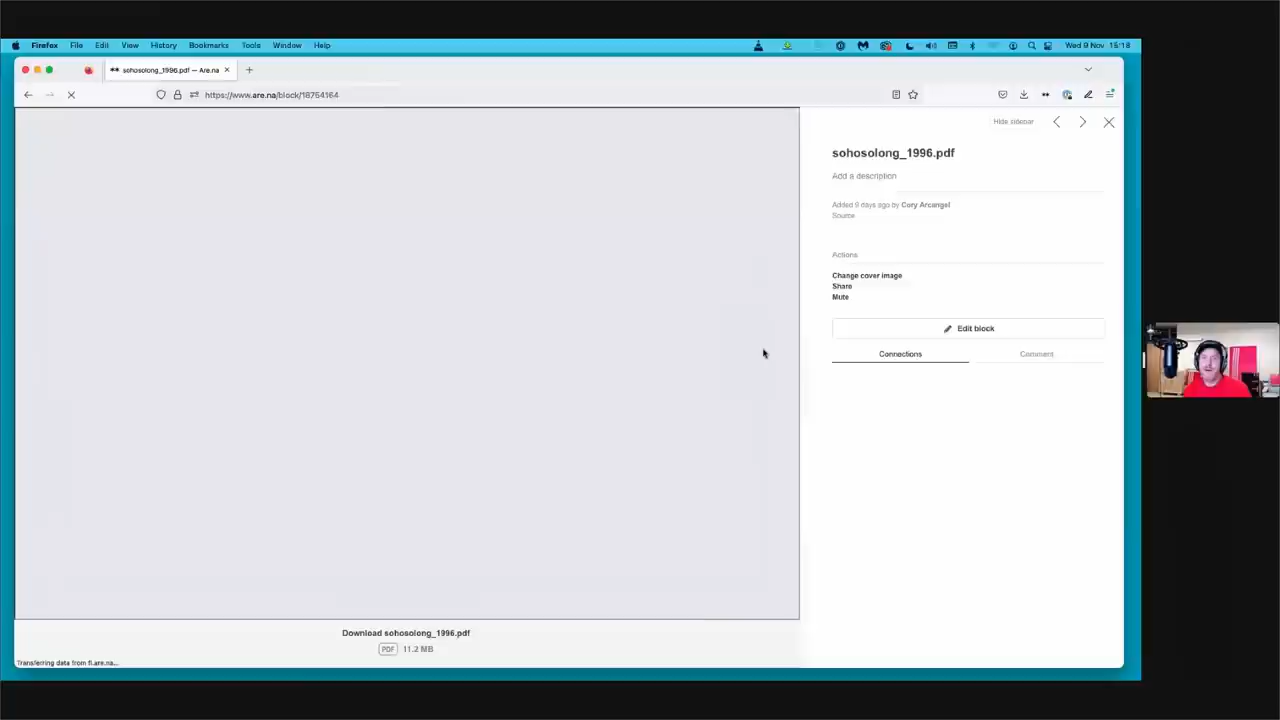 Firefox File Edit View History Bookmarks Tools Window Help Wed 9 Nov 15:18
sohosolong_1996.pdf — Are.na
https://www.are.na/block/18754164
Hide sidebar
sohosolong_1996.pdf
Add a description
Added 9 days ago by Cory Arcangel
Source
Actions
Change cover image
Share
Mute
Edit block
Connections Comment
Download sohosolong_1996.pdf
PDF 11.2 MB
Transferring data from fl.are.na...